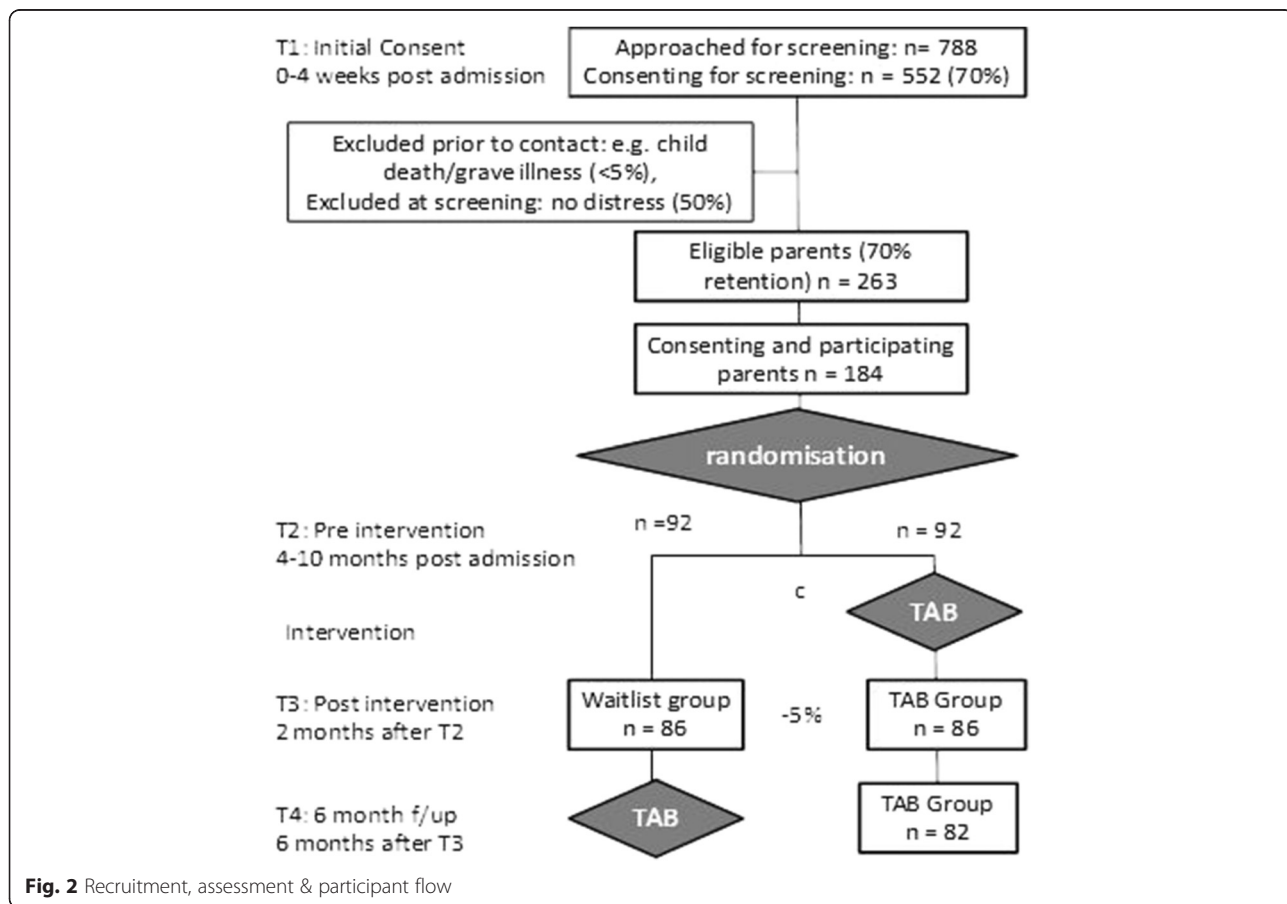 T1: Initial Consent
0-4 weeks post admission
Approached for screening: n= 788
Consenting for screening: n = 552 (70%)
Excluded prior to contact: e.g. child
death/grave illness (<5%),
Excluded at screening: no distress (50%)
Eligible parents (70%
retention) n = 263
Consenting and participating
parents n = 184
randomisation
T2: Pre intervention
4-10 months post admission
n =92
n = 92
c
TAB
Intervention
T3: Post intervention
2 months after T2
Waitlist group
n = 86
-5%
TAB Group
n = 86
T4: 6 month f/up
6 months after T3
TAB
TAB Group
n = 82
Fig. 2 Recruitment, assessment & participant flow